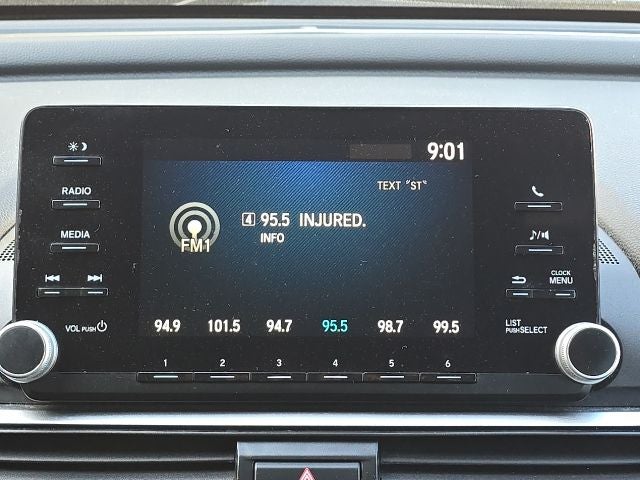 9:01
TEXT "ST"
4 95.5 INJURED.
INFO
FM1
94.9 101.5 94.7 95.5 98.7 99.5
1 2 3 4 5 6
RADIO
MEDIA
VOL PUSH
CLOCK
MENU
LIST
PUSH SELECT